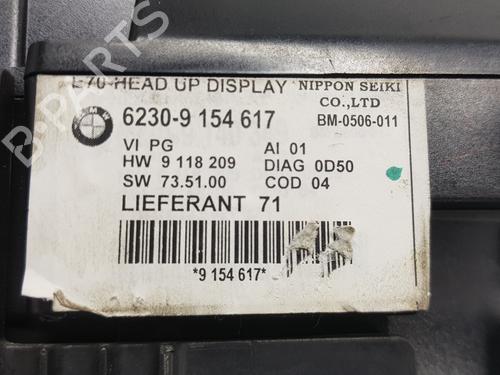 E70-HEAD UP DISPLAY
NIPPON SEIKI
CO.,LTD
BMW
6230-9 154 617
BM-0506-011
VI PG
AI 01
HW 9 118 209
DIAG 0D50
SW 73.51.00
COD 04
LIEFERANT 71
*9 154 617*